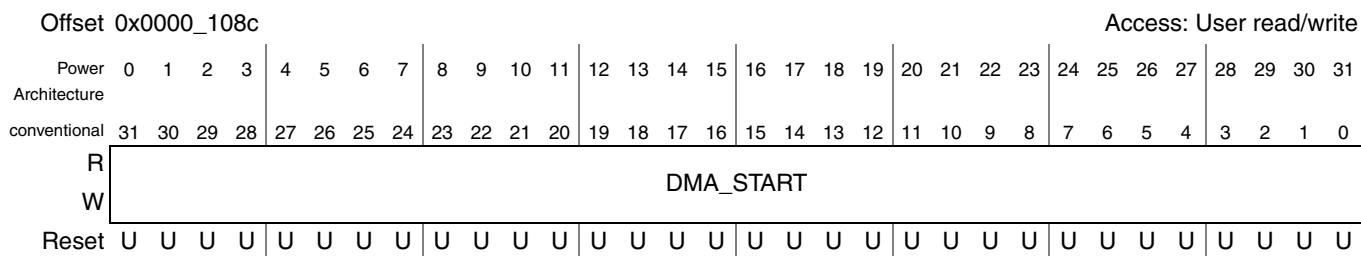 Offset 0x0000_108c Access: User read/write
Power 0 1 2 3 4 5 6 7 8 9 10 11 12 13 14 15 16 17 18 19 20 21 22 23 24 25 26 27 28 29 30 31
Architecture
conventional 31 30 29 28 27 26 25 24 23 22 21 20 19 18 17 16 15 14 13 12 11 10 9 8 7 6 5 4 3 2 1 0
R
DMA_START
W
Reset U U U U U U U U U U U U U U U U U U U U U U U U U U U U U U U U